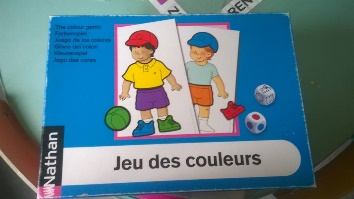 The colour game
Farbenspiel
Juego de los colores
Gioco dei colori
Kleurenspel
Jogo das cores
Jeu des couleurs
Nathan
REN
Z